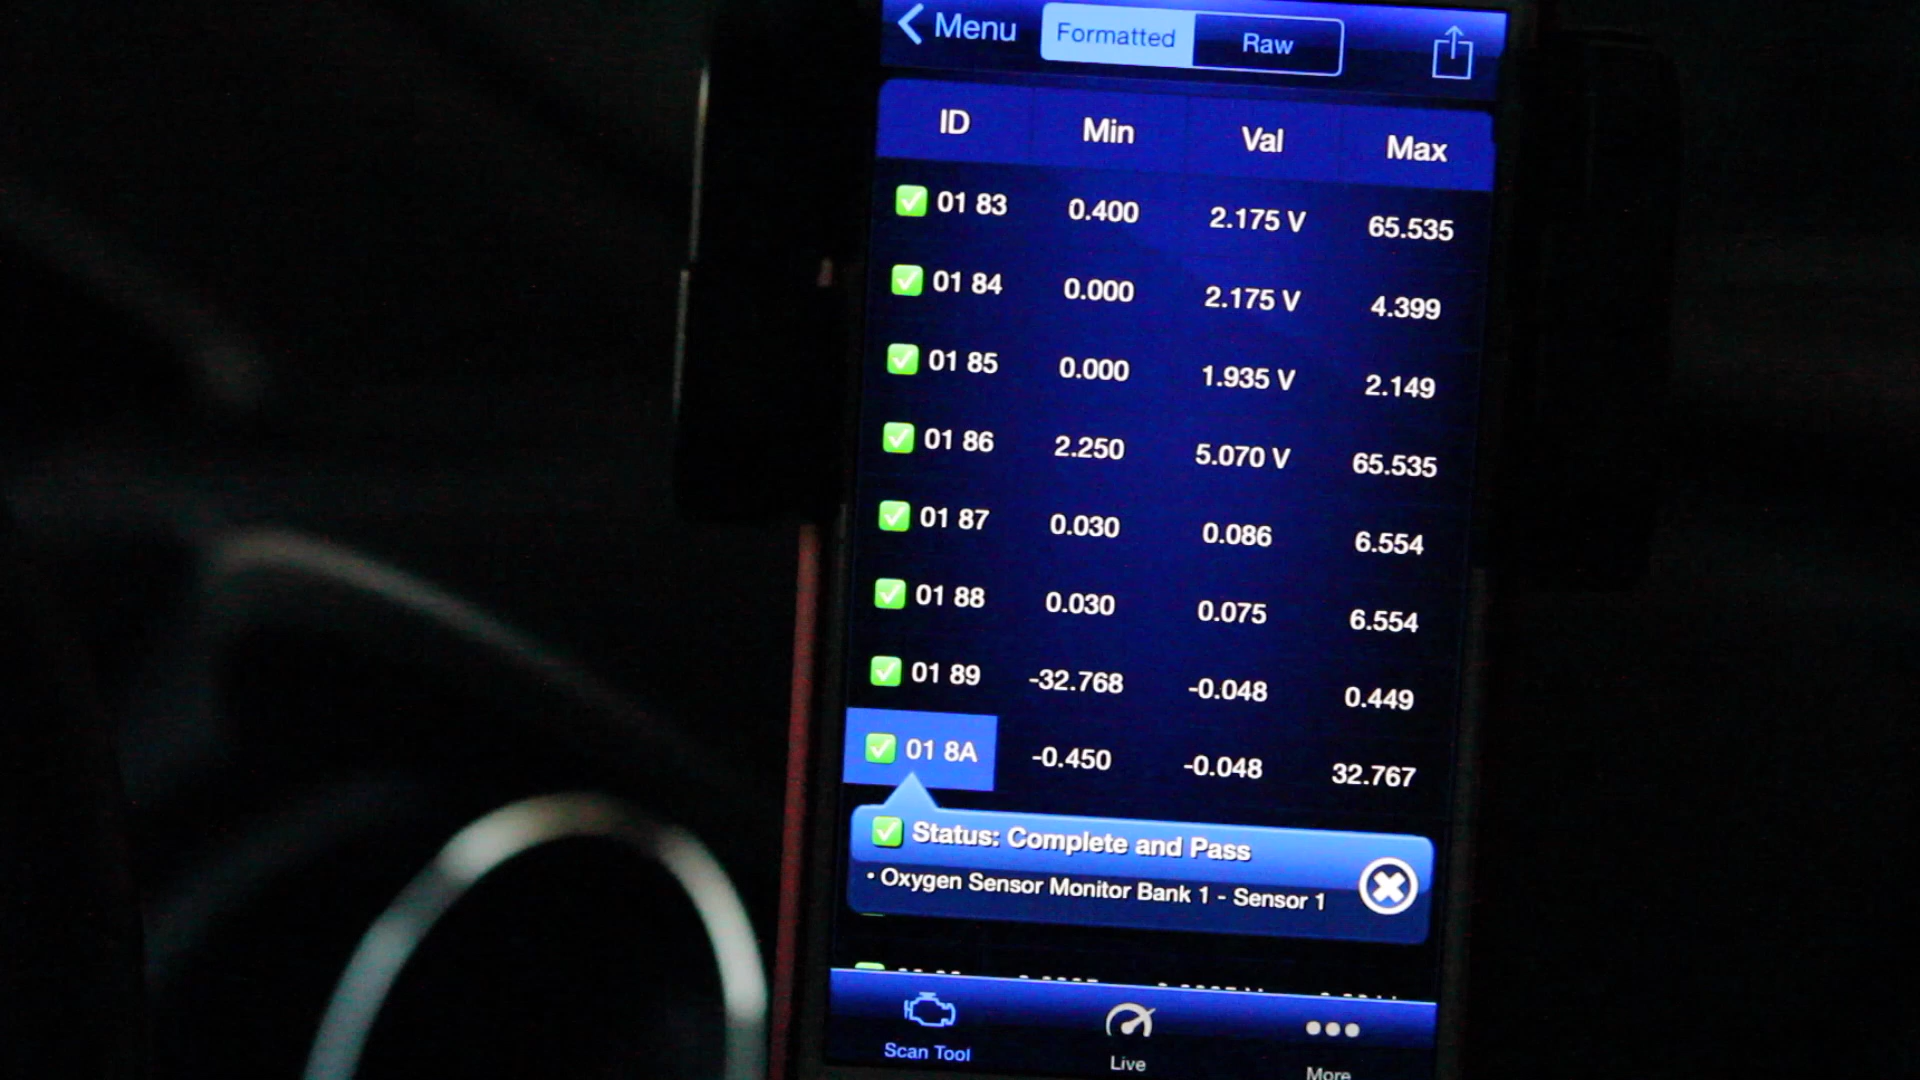 Menu Formatted Raw
ID Min Val Max
01 83 0.400 2.175 V 65.535
01 84 0.000 2.175 V 4.399
01 85 0.000 1.935 V 2.149
01 86 2.250 5.070 V 65.535
01 87 0.030 0.086 6.554
01 88 0.030 0.075 6.554
01 89 -32.768 -0.048 0.449
01 8A -0.450 -0.048 32.767
Status: Complete and Pass
• Oxygen Sensor Monitor Bank 1 - Sensor 1
Scan Tool Live More